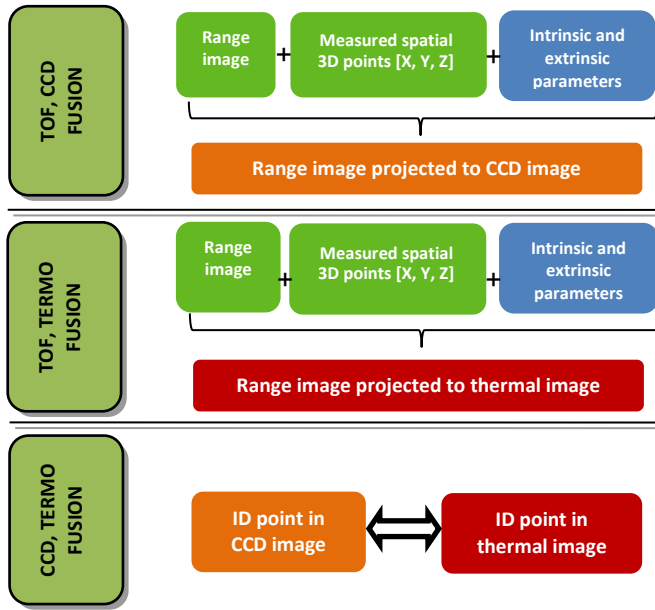 TOF, CCD
FUSION
Range
image
+
Measured spatial
3D points [X, Y, Z]
+
Intrinsic and
extrinsic
parameters
Range image projected to CCD image
TOF, TERMO
FUSION
Range
image
+
Measured spatial
3D points [X, Y, Z]
+
Intrinsic and
extrinsic
parameters
Range image projected to thermal image
CCD, TERMO
FUSION
ID point in
CCD image
ID point in
thermal image